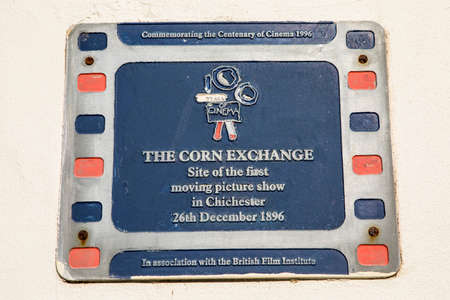 Commemorating the Centenary of Cinema 1996
CINEMA
THE CORN EXCHANGE
Site of the first
moving picture show
in Chichester
26th December 1896
In association with the British Film Institute